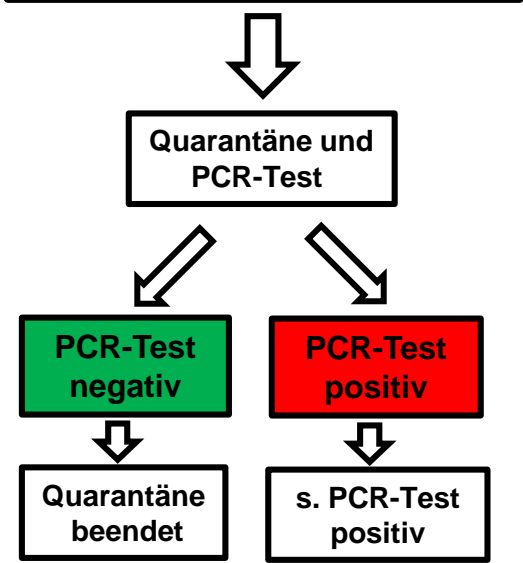 Quarantäne und
PCR-Test
PCR-Test
negativ
PCR-Test
positiv
Quarantäne
beendet
s. PCR-Test
positiv